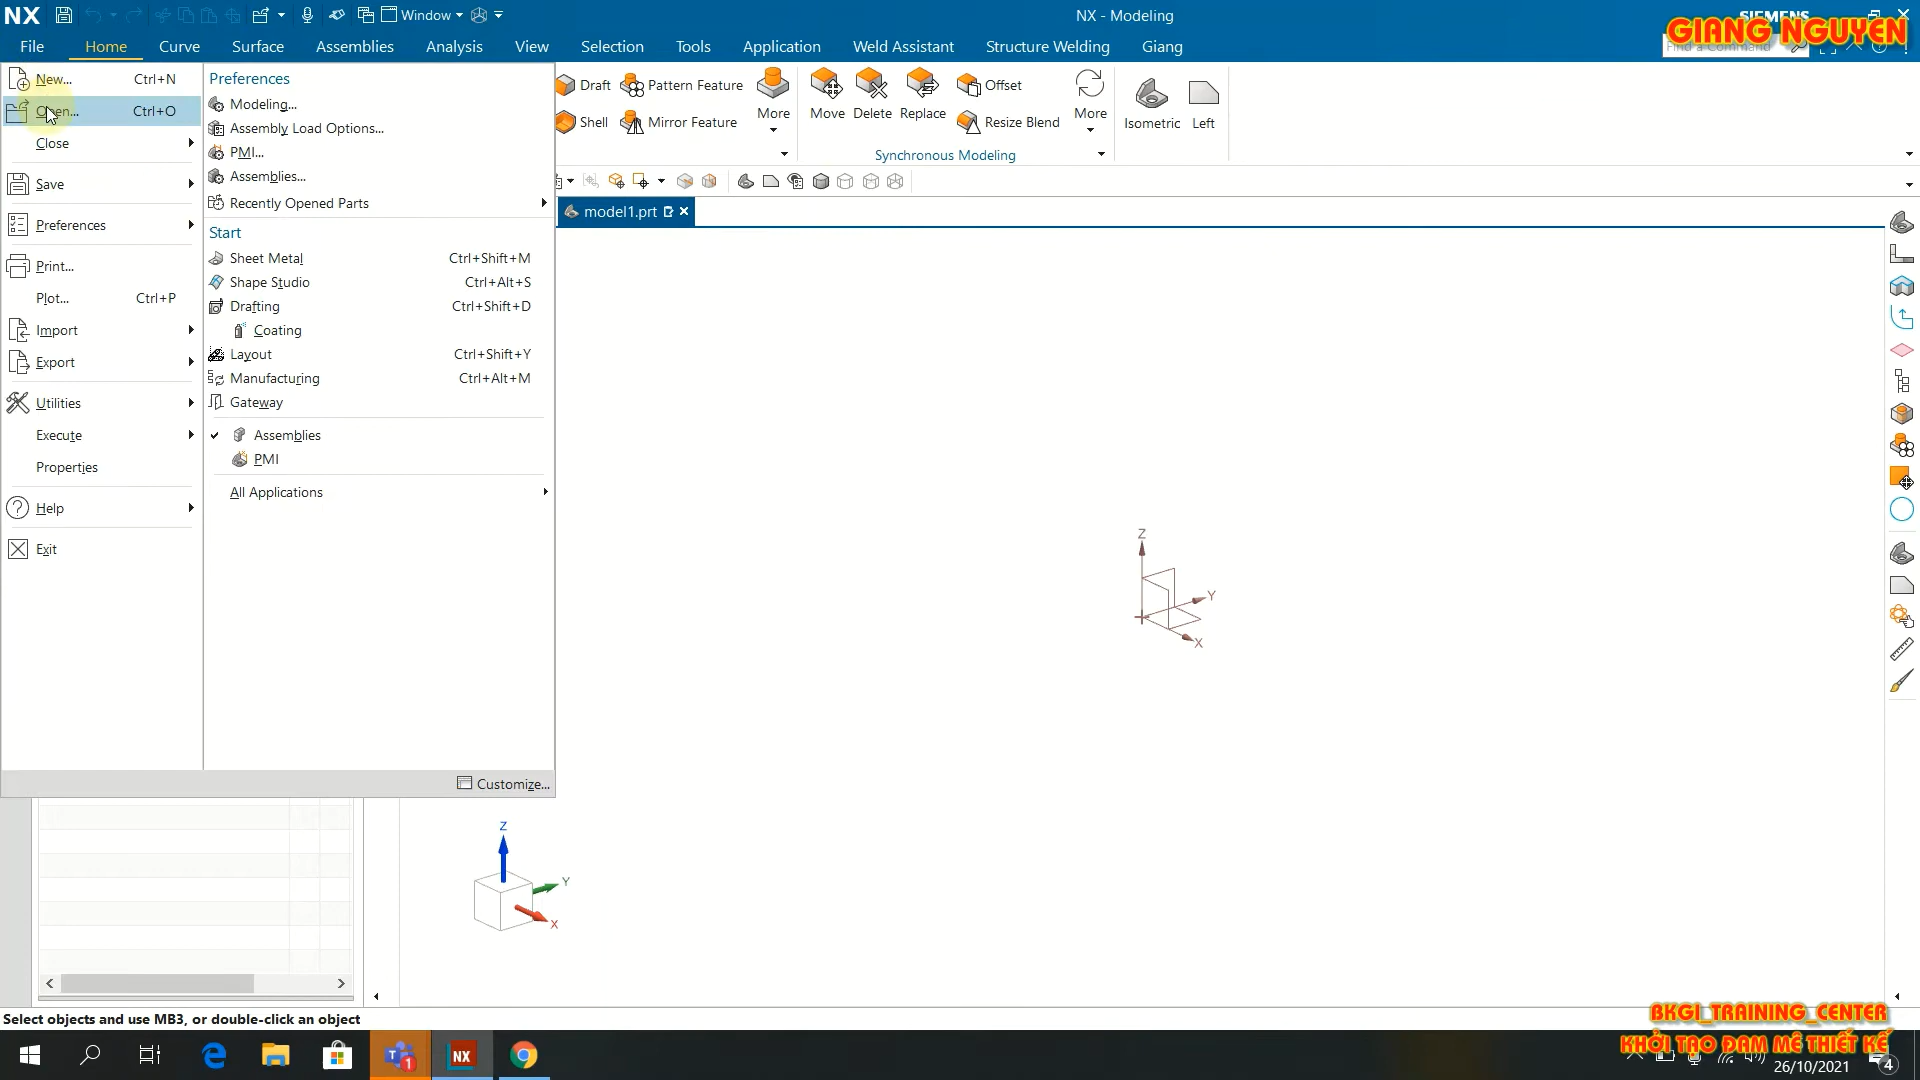 NX
Window
NX - Modeling
SIEMENS
GIANG NGUYEN
File
Home
Curve
Surface
Assemblies
Analysis
View
Selection
Tools
Application
Weld Assistant
Structure Welding
Giang
Find a Command
New... Ctrl+N
Open... Ctrl+O
Close
Save
Preferences
Print...
Plot... Ctrl+P
Import
Export
Utilities
Execute
Properties
Help
Exit
Preferences
Modeling...
Assembly Load Options...
PMI...
Assemblies...
Recently Opened Parts
Start
Sheet Metal Ctrl+Shift+M
Shape Studio Ctrl+Alt+S
Drafting Ctrl+Shift+D
Coating
Layout Ctrl+Shift+Y
Manufacturing Ctrl+Alt+M
Gateway
Assemblies
PMI
All Applications
Customize...
Draft
Pattern Feature
Shell
Mirror Feature
More
Move
Delete
Replace
Offset
Resize Blend
More
Synchronous Modeling
Isometric
Left
model1.prt
Z
Y
X
Z
Y
X
Select objects and use MB3, or double-click an object
BKGI_TRAINING_CENTER
KHỞI TẠO ĐAM MÊ THIẾT KẾ
1
NX
26/10/2021
4